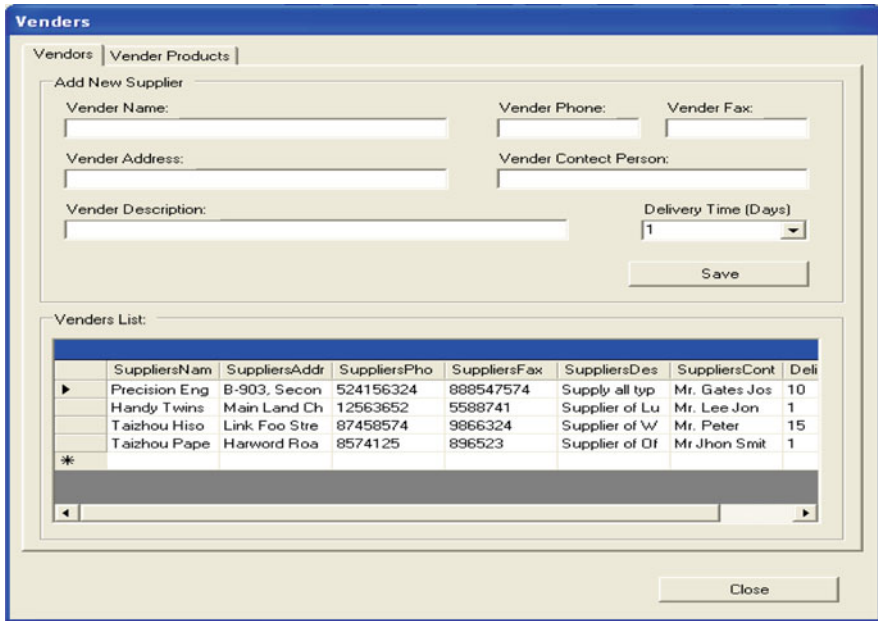 Venders
Vendors Vender Products
Add New Supplier
Vender Name: Vender Phone: Vender Fax:
Vender Address: Vender Contect Person:
Vender Description: Delivery Time (Days)
1
Save
Venders List:
SuppliersNam SuppliersAddr SuppliersPho SuppliersFax SuppliersDes SuppliersCont Deli
Precision Eng B-903, Secon 524156324 888547574 Supply all typ Mr. Gates Jos 10
Handy Twins Main Land Ch 12563652 5588741 Supplier of Lu Mr. Lee Jon 1
Taizhou Hiso Link Foo Stre 87458574 9866324 Supplier of W Mr. Peter 15
Taizhou Pape Harword Roa 8574125 896523 Supplier of Of Mr Jhon Smit 1
Close